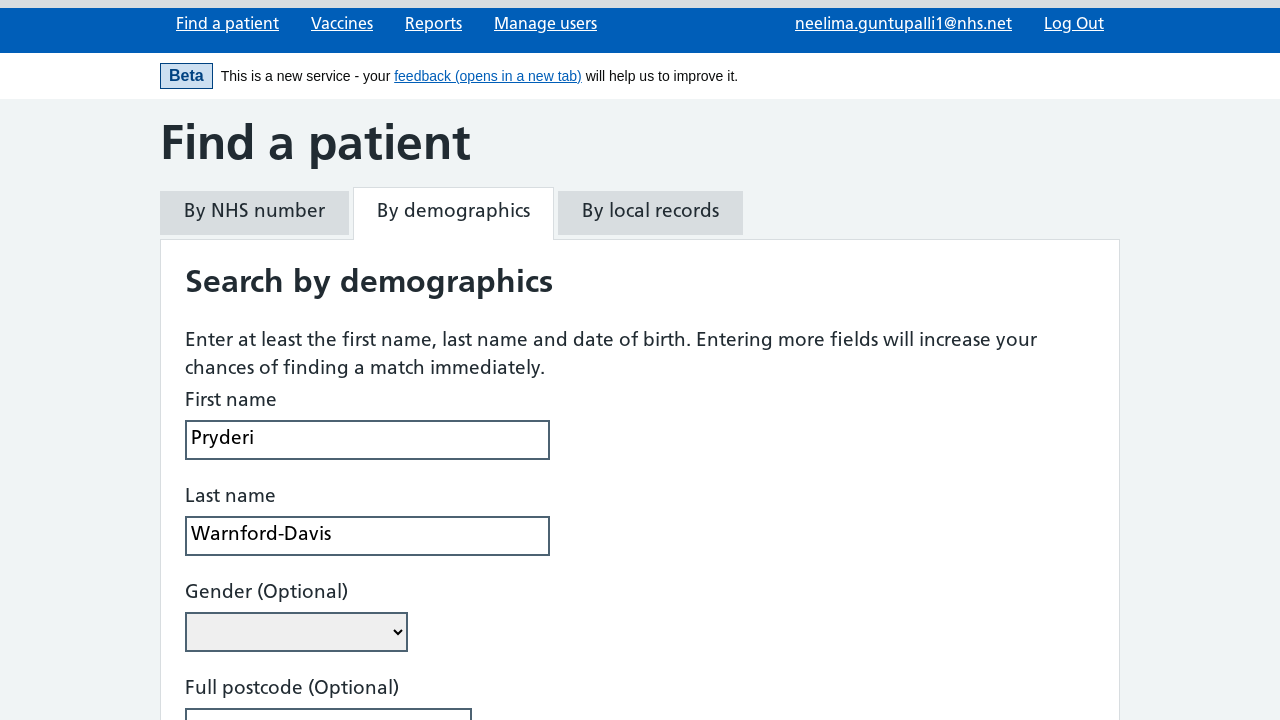 Find a patient Vaccines Reports Manage users neelima.guntupalli1@nhs.net Log Out
Beta This is a new service - your feedback (opens in a new tab) will help us to improve it.
Find a patient
By NHS number By demographics By local records
Search by demographics
Enter at least the first name, last name and date of birth. Entering more fields will increase your
chances of finding a match immediately.
First name
Pryderi
Last name
Warnford-Davis
Gender (Optional)
Full postcode (Optional)